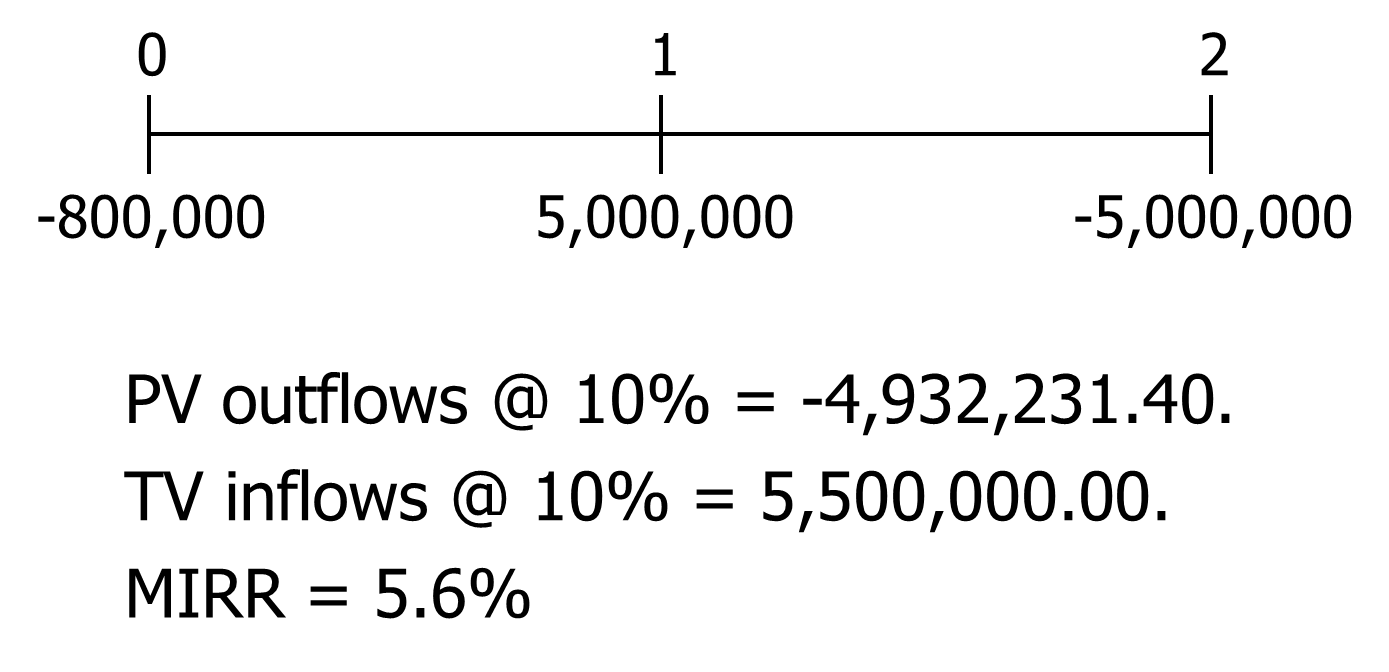 0 1 2
-800,000 5,000,000 -5,000,000
PV outflows @ 10% = -4,932,231.40.
TV inflows @ 10% = 5,500,000.00.
MIRR = 5.6%